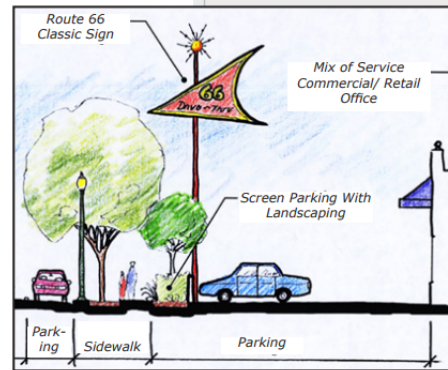 Route 66
Classic Sign
66
Mix of Service
Commercial/ Retail
Office
Screen Parking With
Landscaping
Park-
ing
Sidewalk
Parking